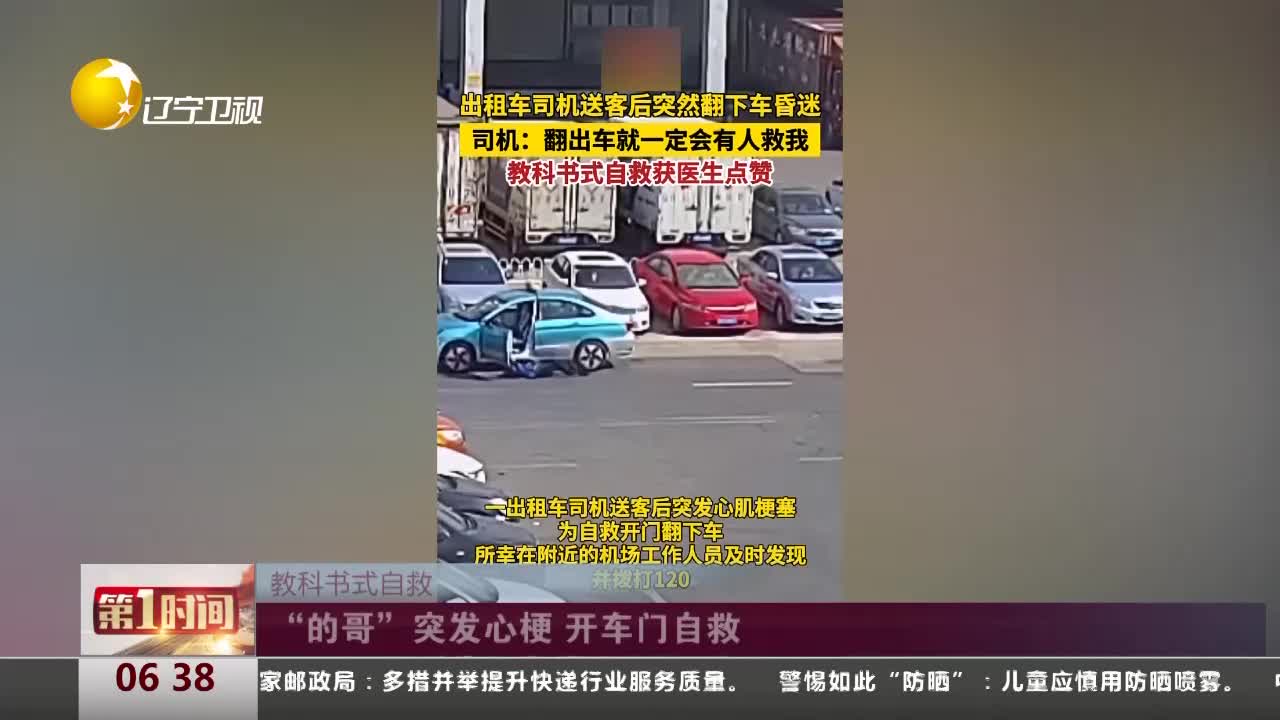 辽宁卫视
出租车司机送客后突然翻下车昏迷
司机：翻出车就一定会有人救我
教科书式自救获医生点赞
一出租车司机送客后突发心肌梗塞
为自救开门翻下车
所幸在附近的机场工作人员及时发现
并拨打120
教科书式自救
第1时间
“的哥”突发心梗 开车门自救
06 38
家邮政局：多措并举提升快递行业服务质量。 警惕如此“防晒”：儿童应慎用防晒喷雾。